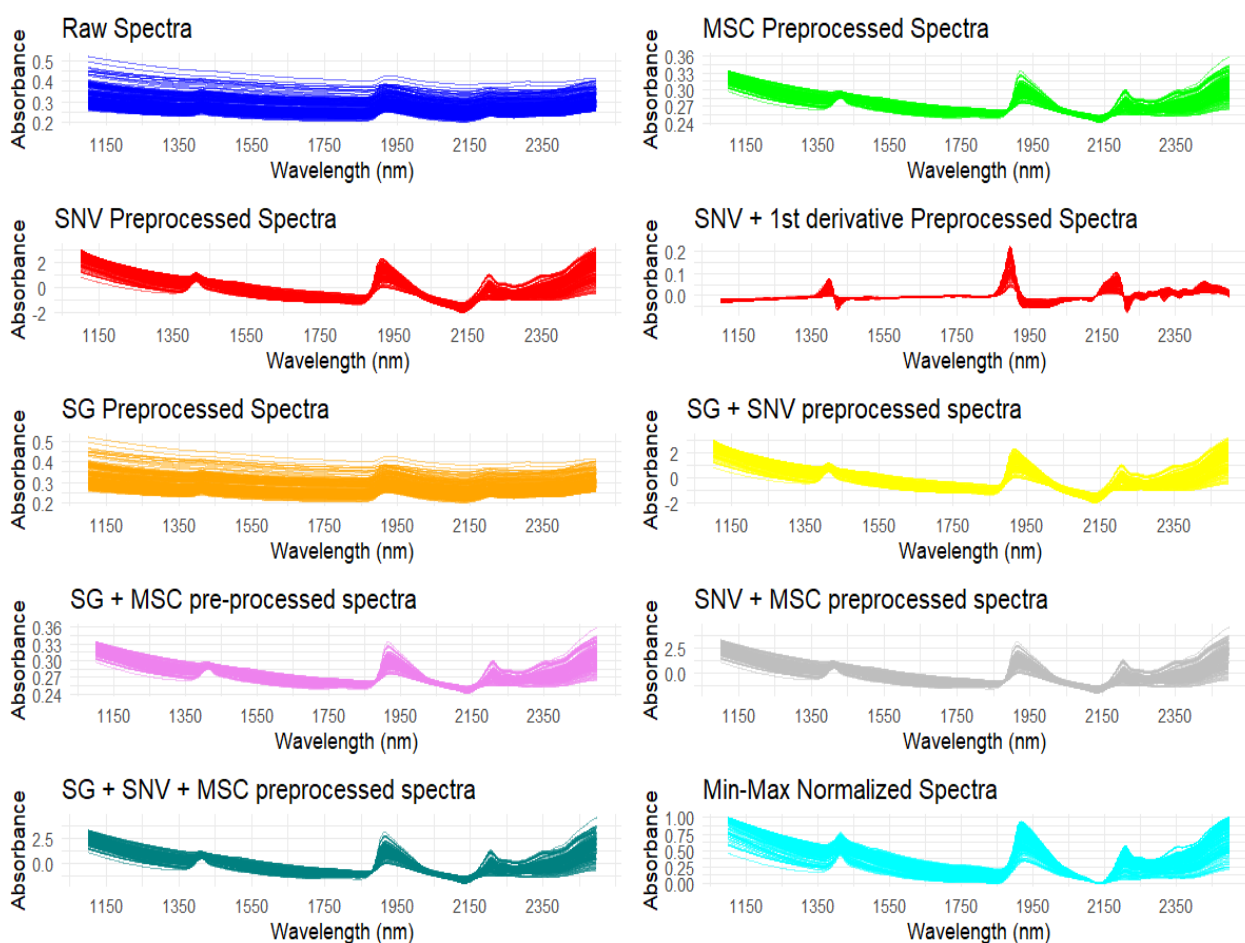 Raw Spectra
Absorbance
0.5
0.4
0.3
0.2
1150 1350 1550 1750 1950 2150 2350
Wavelength (nm)
MSC Preprocessed Spectra
Absorbance
0.36
0.33
0.30
0.27
0.24
1150 1350 1550 1750 1950 2150 2350
Wavelength (nm)
SNV Preprocessed Spectra
Absorbance
2
0
-2
1150 1350 1550 1750 1950 2150 2350
Wavelength (nm)
SNV + 1st derivative Preprocessed Spectra
Absorbance
0.2
0.1
0.0
1150 1350 1550 1750 1950 2150 2350
Wavelength (nm)
SG Preprocessed Spectra
Absorbance
0.5
0.4
0.3
0.2
1150 1350 1550 1750 1950 2150 2350
Wavelength (nm)
SG + SNV preprocessed spectra
Absorbance
2
0
-2
1150 1350 1550 1750 1950 2150 2350
Wavelength (nm)
SG + MSC pre-processed spectra
Absorbance
0.36
0.33
0.30
0.27
0.24
1150 1350 1550 1750 1950 2150 2350
Wavelength (nm)
SNV + MSC preprocessed spectra
Absorbance
2.5
0.0
1150 1350 1550 1750 1950 2150 2350
Wavelength (nm)
SG + SNV + MSC preprocessed spectra
Absorbance
2.5
0.0
1150 1350 1550 1750 1950 2150 2350
Wavelength (nm)
Min-Max Normalized Spectra
Absorbance
1.00
0.75
0.50
0.25
0.00
1150 1350 1550 1750 1950 2150 2350
Wavelength (nm)